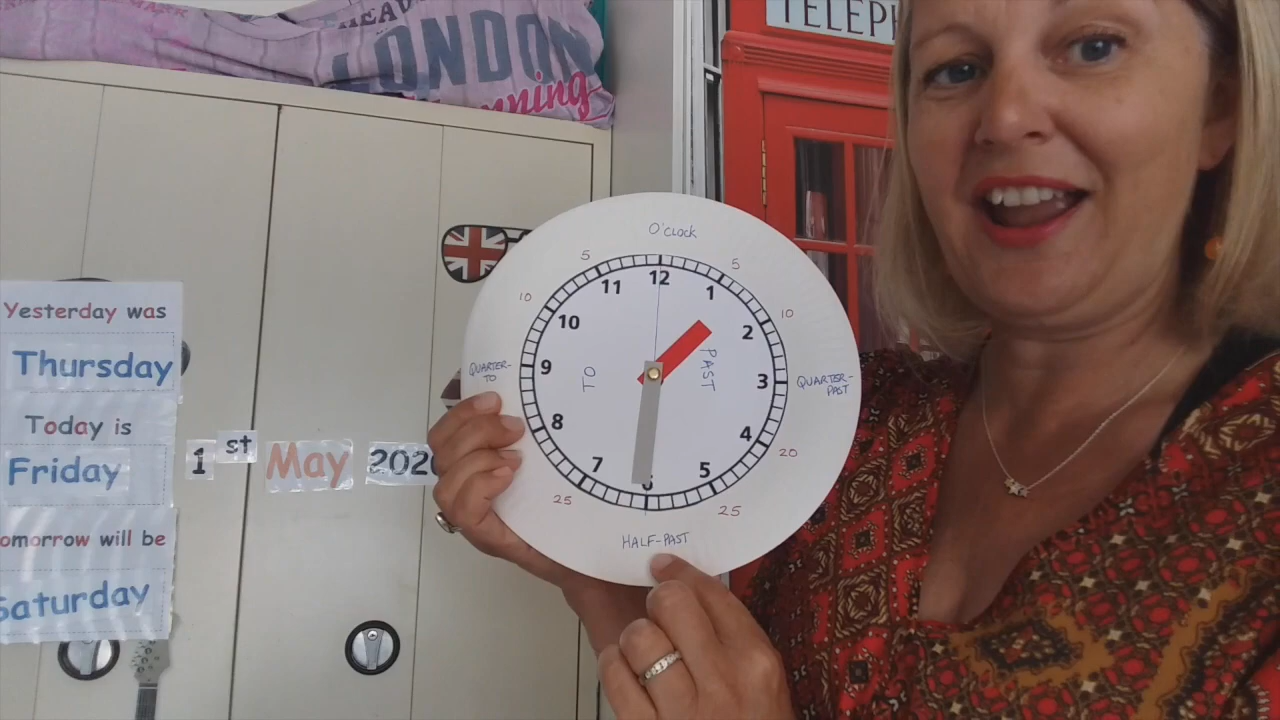 LONDON
TELEPH
Yesterday was
Thursday
Today is
Friday
1 st May 202
omorrow will be
Saturday
O'CLOCK
5
10
QUARTER-
PAST
20
25
HALF-PAST
25
QUARTER-
TO
10
5
12
1
2
3
4
5
6
7
8
9
10
11
TO
PAST